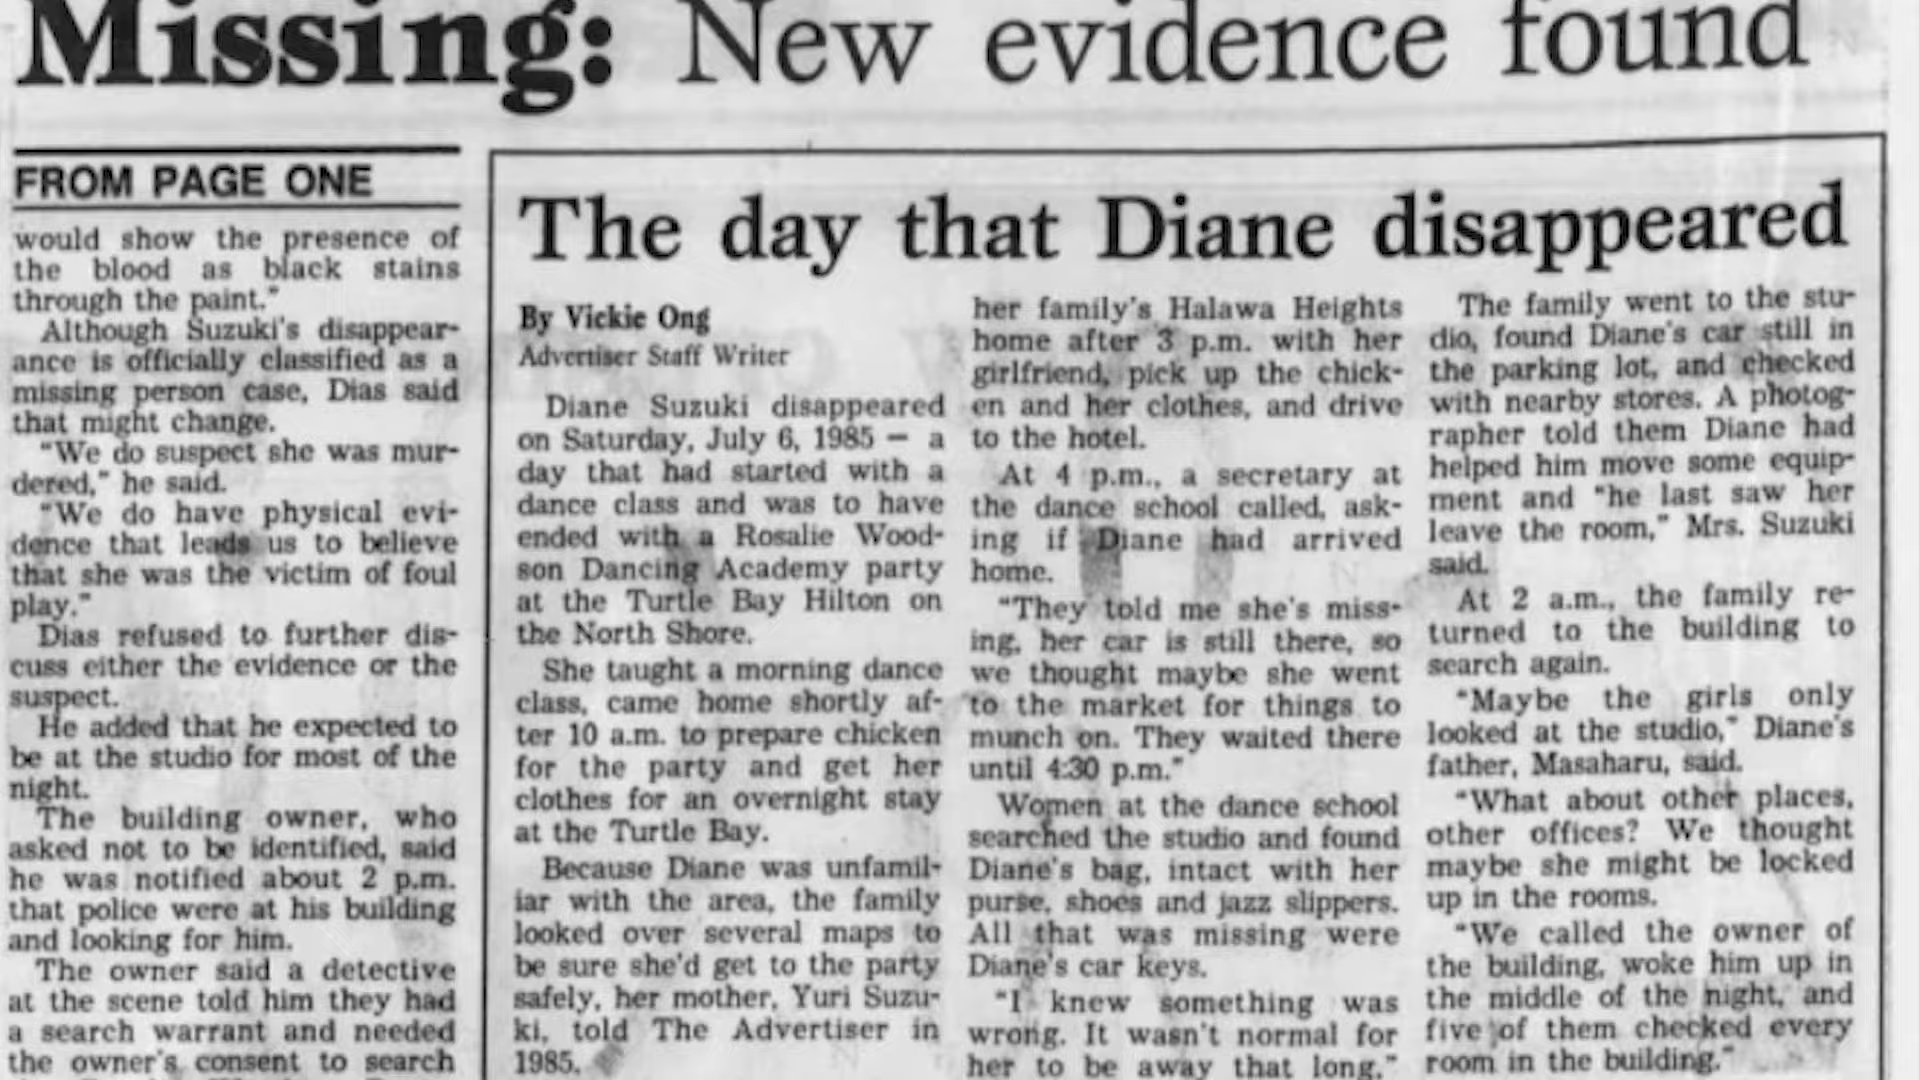 Missing: New evidence found
FROM PAGE ONE
would show the presence of
the blood as black stains
through the paint."
Although Suzuki's disappear-
ance is officially classified as a
missing person case, Dias said
that might change.
"We do suspect she was mur-
dered," he said.
"We do have physical evi-
dence that leads us to believe
that she was the victim of foul
play."
Dias refused to further dis-
cuss either the evidence or the
suspect.
He added that he expected to
be at the studio for most of the
night.
The building owner, who
asked not to be identified, said
he was notified about 2 p.m.
that police were at his building
and looking for him.
The owner said a detective
at the scene told him they had
a search warrant and needed
the owner's consent to search
The day that Diane disappeared
By Vickie Ong
Advertiser Staff Writer
Diane Suzuki disappeared
on Saturday, July 6, 1985 — a
day that had started with a
dance class and was to have
ended with a Rosalie Wood-
son Dancing Academy party
at the Turtle Bay Hilton on
the North Shore.
She taught a morning dance
class, came home shortly af-
ter 10 a.m. to prepare chicken
for the party and get her
clothes for an overnight stay
at the Turtle Bay.
Because Diane was unfamil-
iar with the area, the family
looked over several maps to
be sure she'd get to the party
safely, her mother, Yuri Suzu-
ki, told The Advertiser in
1985.
her family's Halawa Heights
home after 3 p.m. with her
girlfriend, pick up the chick-
en and her clothes, and drive
to the hotel.
At 4 p.m., a secretary at
the dance school called, ask-
ing if Diane had arrived
home.
"They told me she's miss-
ing, her car is still there, so
we thought maybe she went
to the market for things to
munch on. They waited there
until 4:30 p.m."
Women at the dance school
searched the studio and found
Diane's bag, intact with her
purse, shoes and jazz slippers.
All that was missing were
Diane's car keys.
"I knew something was
wrong. It wasn't normal for
her to be away that long,"
The family went to the stu-
dio, found Diane's car still in
the parking lot, and checked
with nearby stores. A photog-
rapher told them Diane had
helped him move some equip-
ment and "he last saw her
leave the room," Mrs. Suzuki
said.
At 2 a.m., the family re-
turned to the building to
search again.
"Maybe the girls only
looked at the studio," Diane's
father, Masaharu, said.
"What about other places,
other offices? We thought
maybe she might be locked
up in the rooms.
"We called the owner of
the building, woke him up in
the middle of the night, and
five of them checked every
room in the building."